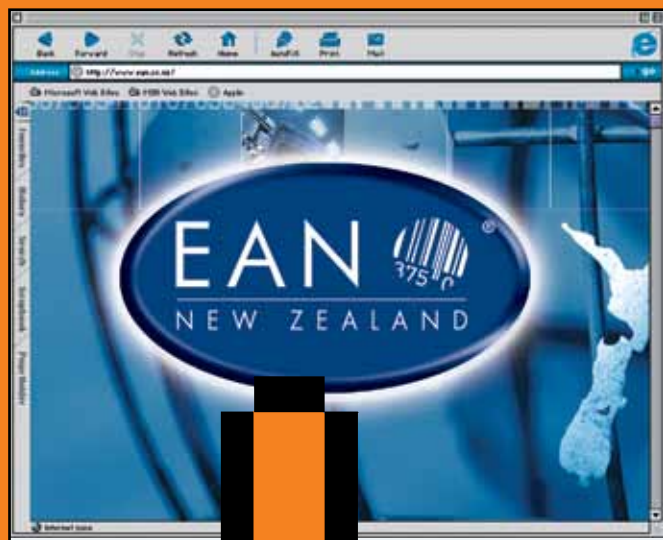 Back Forward Stop Refresh Home AutoFill Print Mail
Address http://www.ean.co.nz/ go
Microsoft Web Sites MSN Web Sites Apple
Favorites
History
Search
Scrapbook
Page Holder
EAN ®
NEW ZEALAND
Internet zone